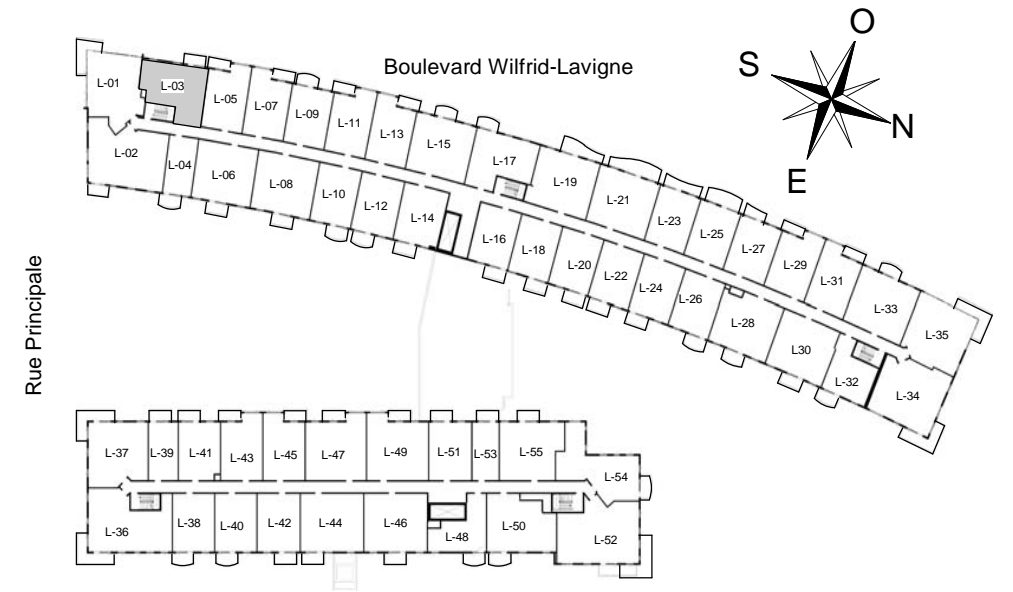 O
Boulevard Wilfrid-Lavigne
S
N
E
L-01
L-03
L-05
L-07
L-09
L-11
L-13
L-15
L-17
L-19
L-21
L-23
L-25
L-27
L-29
L-31
L-33
L-35
L-02
L-04
L-06
L-08
L-10
L-12
L-14
L-16
L-18
L-20
L-22
L-24
L-26
L-28
L30
L-32
L-34
Rue Principale
L-37
L-39
L-41
L-43
L-45
L-47
L-49
L-51
L-53
L-55
L-54
L-36
L-38
L-40
L-42
L-44
L-46
L-48
L-50
L-52